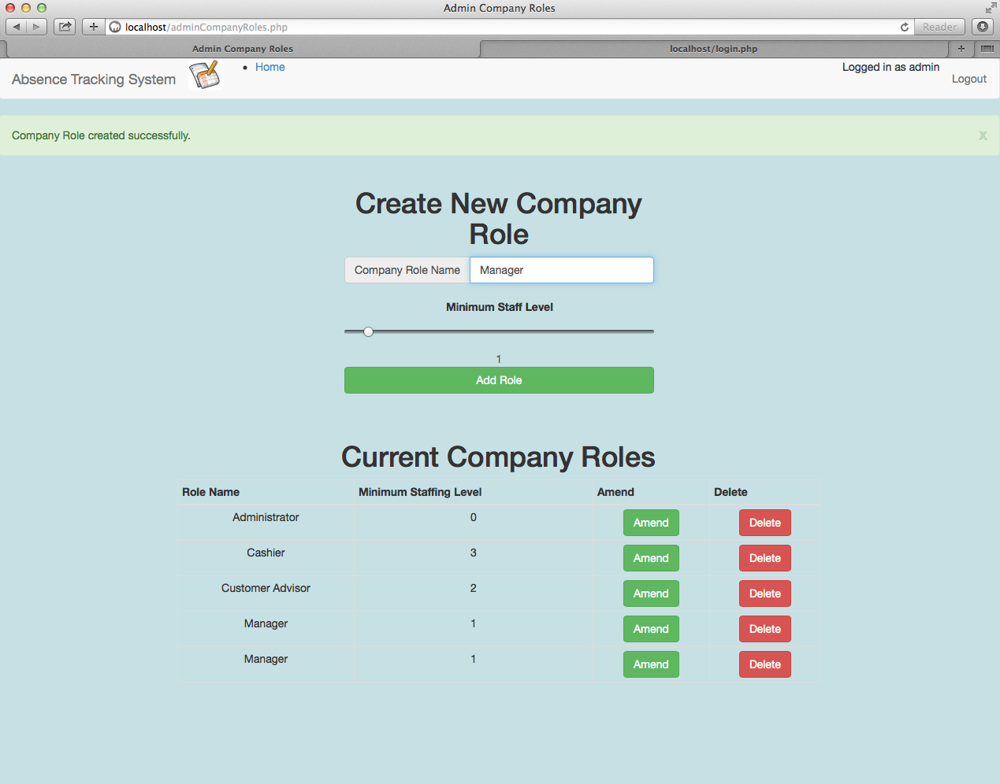 Admin Company Roles
localhost/adminCompanyRoles.php
Reader
Admin Company Roles
localhost/login.php
Absence Tracking System
Home
Logged in as admin
Logout
Company Role created successfully.
x
Create New Company
Role
Company Role Name Manager
Minimum Staff Level
1
Add Role
Current Company Roles
Role Name Minimum Staffing Level Amend Delete
Administrator 0 Amend Delete
Cashier 3 Amend Delete
Customer Advisor 2 Amend Delete
Manager 1 Amend Delete
Manager 1 Amend Delete